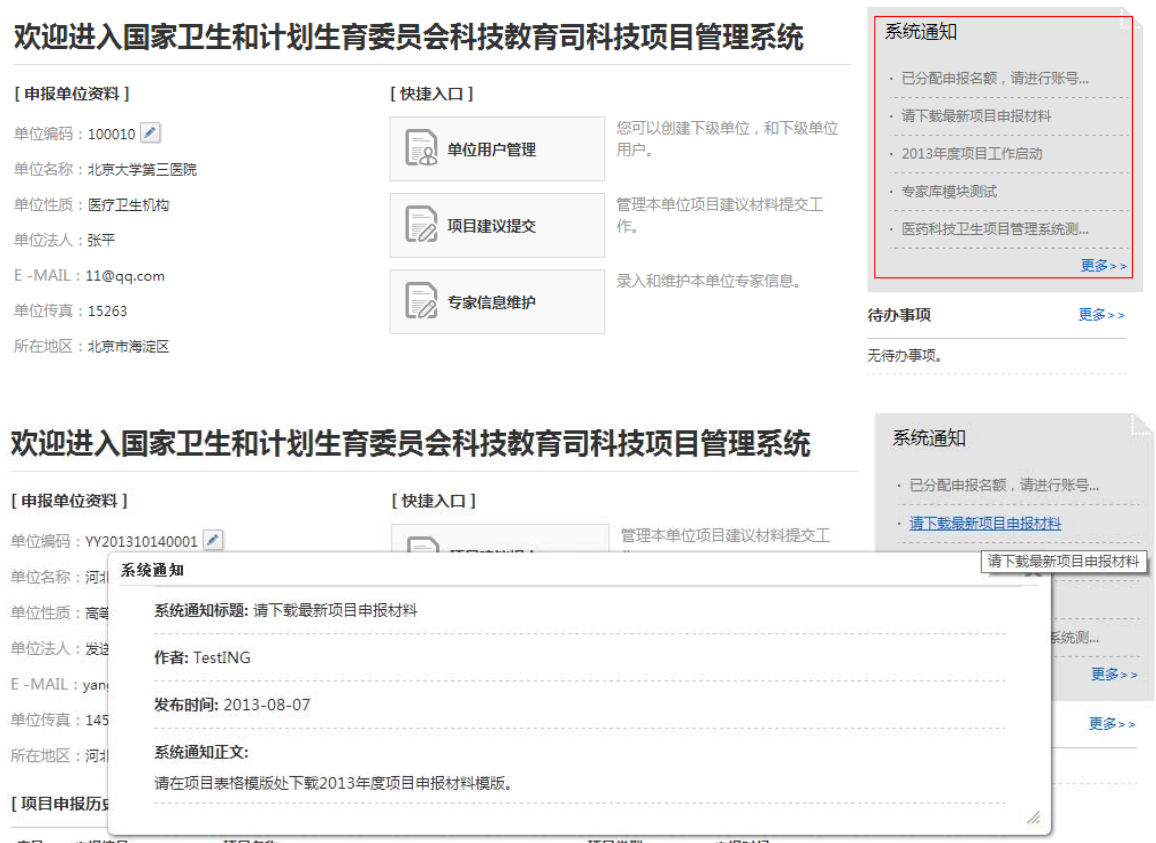 欢迎进入国家卫生和计划生育委员会科技教育司科技项目管理系统
[ 申报单位资料 ]
单位编码：100010
单位名称：北京大学第三医院
单位性质：医疗卫生机构
单位法人：张平
E -MAIL：11@qq.com
单位传真：15263
所在地区：北京市海淀区
[ 快捷入口 ]
单位用户管理
您可以创建下级单位，和下级单位
用户。
项目建议提交
管理本单位项目建议材料提交工
作。
专家信息维护
录入和维护本单位专家信息。
系统通知
· 已分配申报名额，请进行账号...
· 请下载最新项目申报材料
· 2013年度项目工作启动
· 专家库模块测试
· 医药科技卫生项目管理系统测...
更多>>
待办事项
更多>>
无待办事项。
欢迎进入国家卫生和计划生育委员会科技教育司科技项目管理系统
[ 申报单位资料 ]
单位编码：YY201310140001
单位名称：河北
单位性质：高等
单位法人：发送
E -MAIL：yang
单位传真：145
所在地区：河北
[ 项目申报历史
[ 快捷入口 ]
管理本单位项目建议材料提交工
系统通知
· 已分配申报名额，请进行账号...
· 请下载最新项目申报材料
请下载最新项目申报材料
系统测...
更多>>
更多>>
系统通知
系统通知标题: 请下载最新项目申报材料
作者: TestING
发布时间: 2013-08-07
系统通知正文:
请在项目表格模版处下载2013年度项目申报材料模版。